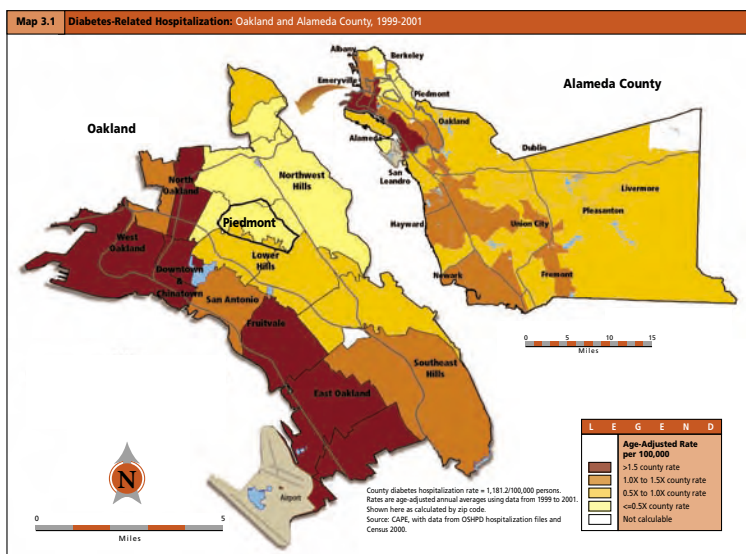 Map 3.1 Diabetes-Related Hospitalization: Oakland and Alameda County, 1999-2001
Oakland
North
Oakland
Northwest
Hills
Piedmont
West
Oakland
Lower
Hills
Downtown
&
Chinatown
San Antonio
Fruitvale
Southeast
Hills
East Oakland
Airport
N
0 5
Miles
Alameda County
Albany
Berkeley
Emeryville
Piedmont
Oakland
Alameda
Dublin
San
Leandro
Livermore
Pleasanton
Hayward
Union City
Newark
Fremont
0 5 10 15
Miles
County diabetes hospitalization rate = 1,181.2/100,000 persons.
Rates are age-adjusted annual averages using data from 1999 to 2001.
Shown here as calculated by zip code.
Source: CAPE, with data from OSHPD hospitalization files and
Census 2000.
L E G E N D
Age-Adjusted Rate
per 100,000
>1.5 county rate
1.0X to 1.5X county rate
0.5X to 1.0X county rate
<=0.5X county rate
Not calculable